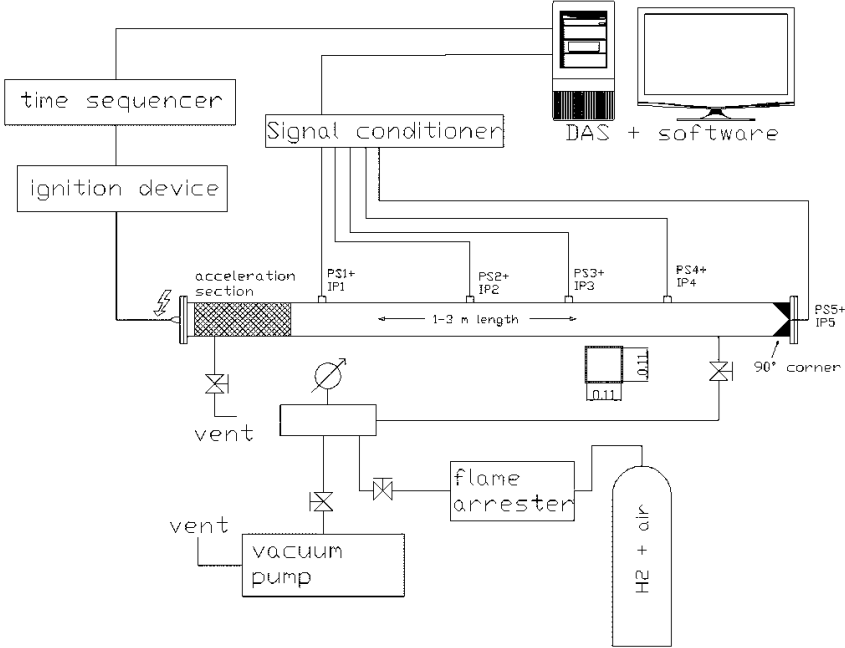 time sequencer
ignition device
Signal conditioner
DAS + software
acceleration
section
PS1+
IP1
PS2+
IP2
PS3+
IP3
PS4+
IP4
PS5+
IP5
1-3 m length
0.11
0.11
90° corner
vent
flame
arrester
vent
vacuum
pump
H2 + air